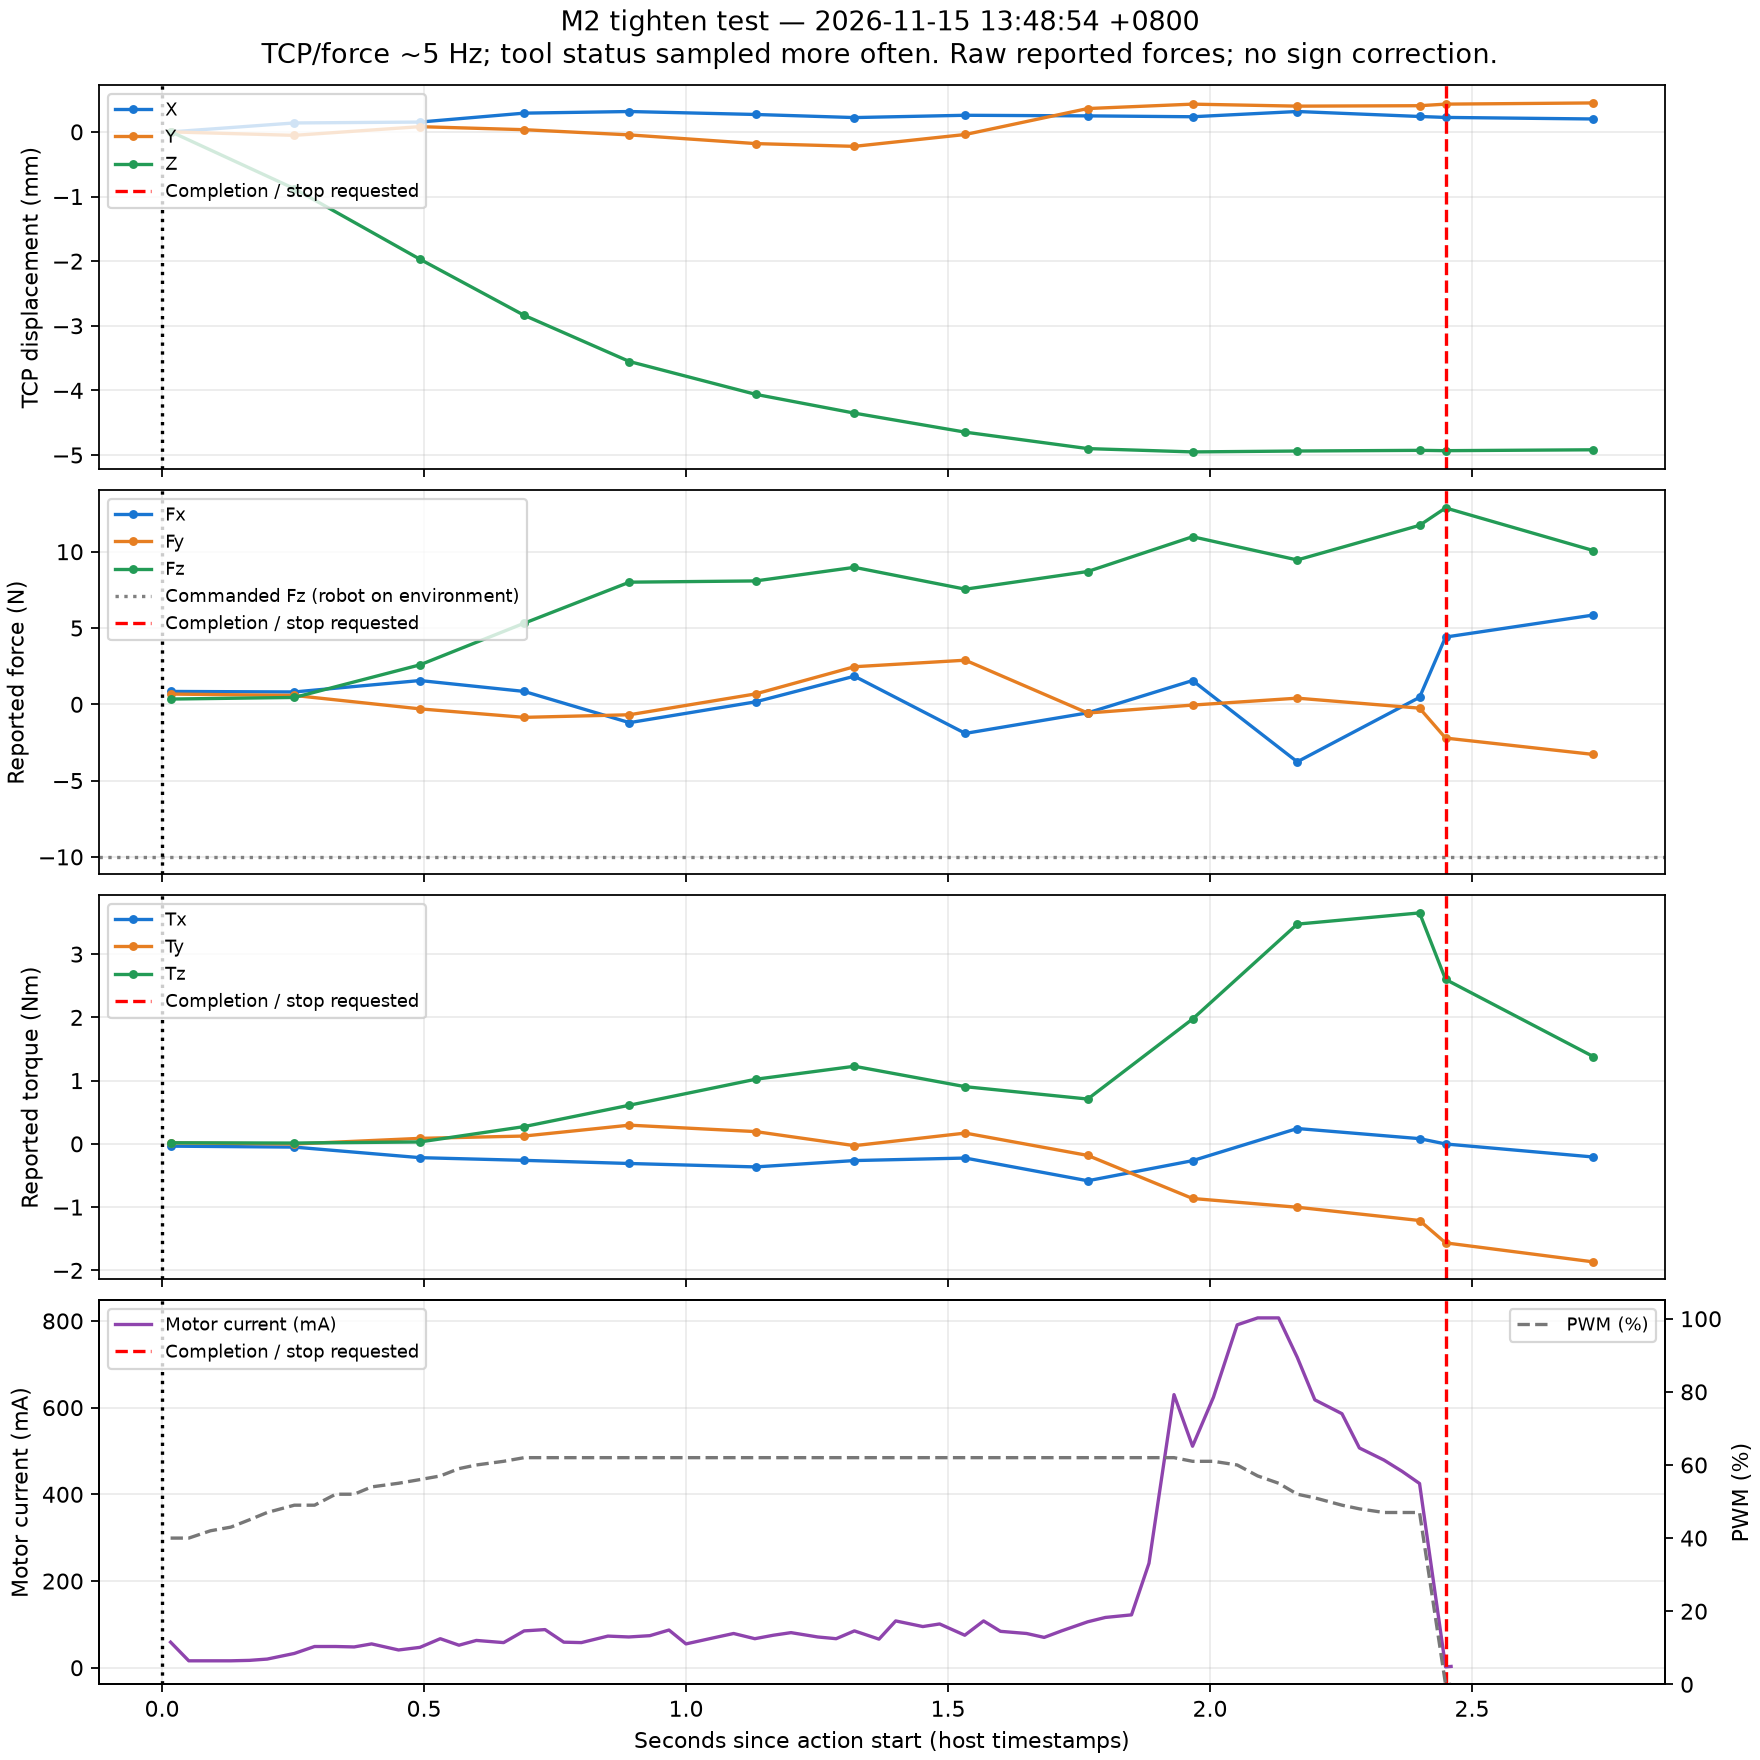 M2 tighten test — 2026-11-15 13:48:54 +0800
TCP/force ~5 Hz; tool status sampled more often. Raw reported forces; no sign correction.
TCP displacement (mm)
0
−1
−2
−3
−4
−5
X
Y
Z
Completion / stop requested
Reported force (N)
10
5
0
−5
−10
Fx
Fy
Fz
Commanded Fz (robot on environment)
Completion / stop requested
Reported torque (Nm)
3
2
1
0
−1
−2
Tx
Ty
Tz
Completion / stop requested
Motor current (mA)
800
600
400
200
0
Motor current (mA)
Completion / stop requested
PWM (%)
100
80
60
40
20
0
PWM (%)
0.0 0.5 1.0 1.5 2.0 2.5
Seconds since action start (host timestamps)